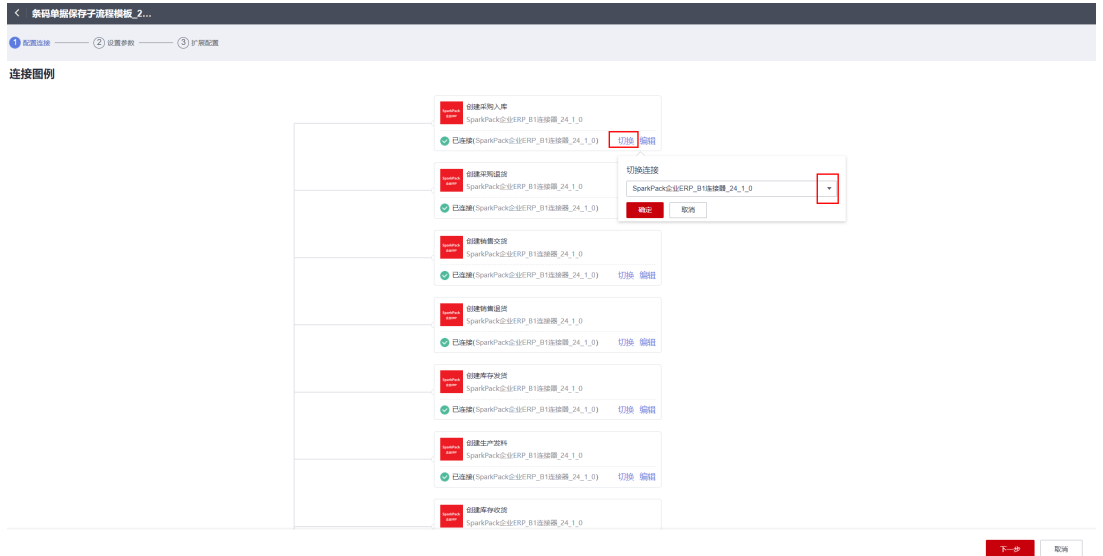 条码单据保存子流程模板_2...
1 配置连接 2 设置参数 3 扩展配置
连接图例
创建采购入库
SparkPack企业ERP_B1连接器_24_1_0
已连接(SparkPack企业ERP_B1连接器_24_1_0) 切换 编辑
切换连接
SparkPack企业ERP_B1连接器_24_1_0
确定 取消
创建采购退货
SparkPack企业ERP_B1连接器_24_1_0
已连接(SparkPack企业ERP_B1连接器_24_1_0)
创建销售交货
SparkPack企业ERP_B1连接器_24_1_0
已连接(SparkPack企业ERP_B1连接器_24_1_0) 切换 编辑
创建销售退货
SparkPack企业ERP_B1连接器_24_1_0
已连接(SparkPack企业ERP_B1连接器_24_1_0) 切换 编辑
创建库存发货
SparkPack企业ERP_B1连接器_24_1_0
已连接(SparkPack企业ERP_B1连接器_24_1_0) 切换 编辑
创建生产发料
SparkPack企业ERP_B1连接器_24_1_0
已连接(SparkPack企业ERP_B1连接器_24_1_0) 切换 编辑
创建库存收货
SparkPack企业ERP_B1连接器_24_1_0
下一步 取消